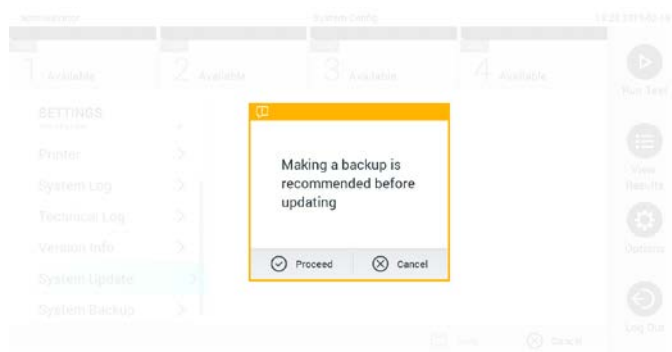 Administrator
System Config
1 Available
2 Available
3 Available
4 Available
Run Test
SETTINGS
Printer
System Log
Technical Log
Version Info
System Update
System Backup
Making a backup is
recommended before
updating
Proceed
Cancel
View
Results
Options
Log Out
Save
Cancel